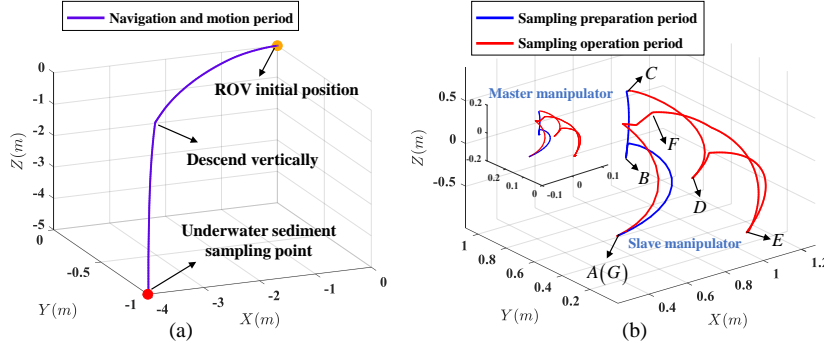 Navigation and motion period
0
-1
-2
-3
-4
-5
Z(m)
ROV initial position
Descend vertically
Underwater sediment
sampling point
0
-0.5
-1
Y(m)
-4
-3
-2
-1
0
X(m)
(a)
Sampling preparation period
Sampling operation period
0.5
0
-0.5
Z(m)
Master manipulator
0.2
0
-0.2
0.2
0.1
0
-0.1
0
0.1
C
F
B
D
E
A(G)
Slave manipulator
1
0.8
0.6
0.4
0.2
Y(m)
0.4
0.6
0.8
1
1.2
X(m)
(b)